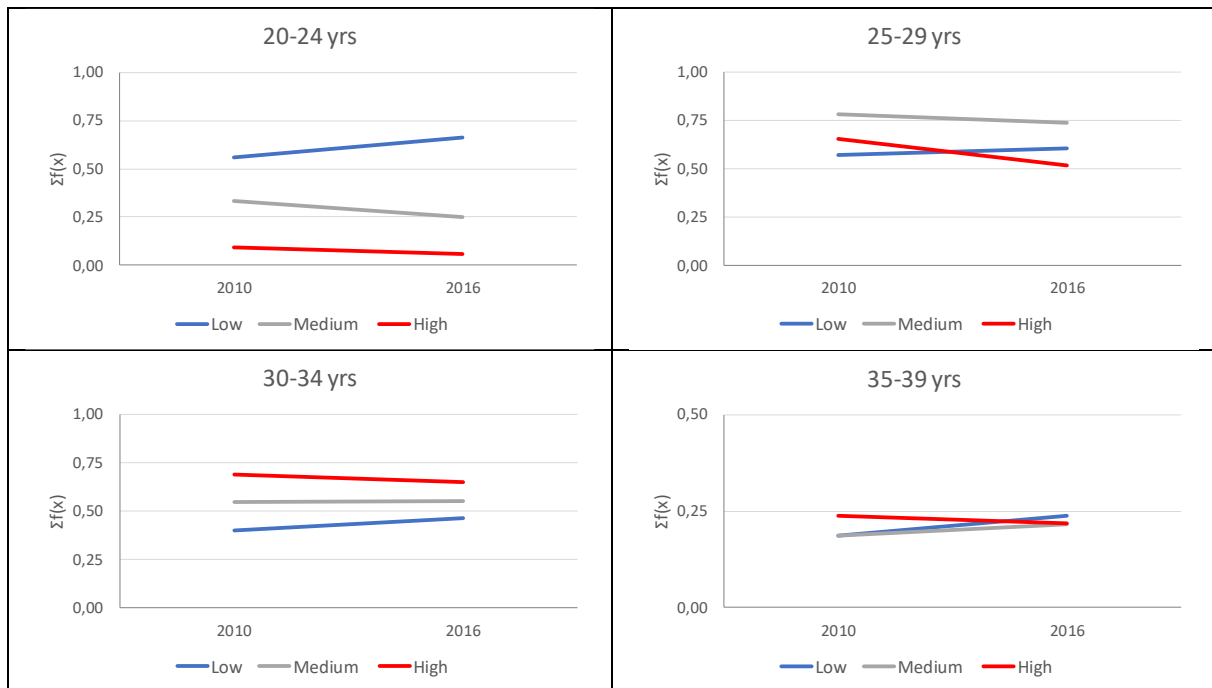 20-24 yrs
1,00
0,75
0,50
0,25
0,00
Σf(x)
2010 2016
Low Medium High
25-29 yrs
1,00
0,75
0,50
0,25
0,00
Σf(x)
2010 2016
Low Medium High
30-34 yrs
1,00
0,75
0,50
0,25
0,00
Σf(x)
2010 2016
Low Medium High
35-39 yrs
0,50
0,25
0,00
Σf(x)
2010 2016
Low Medium High